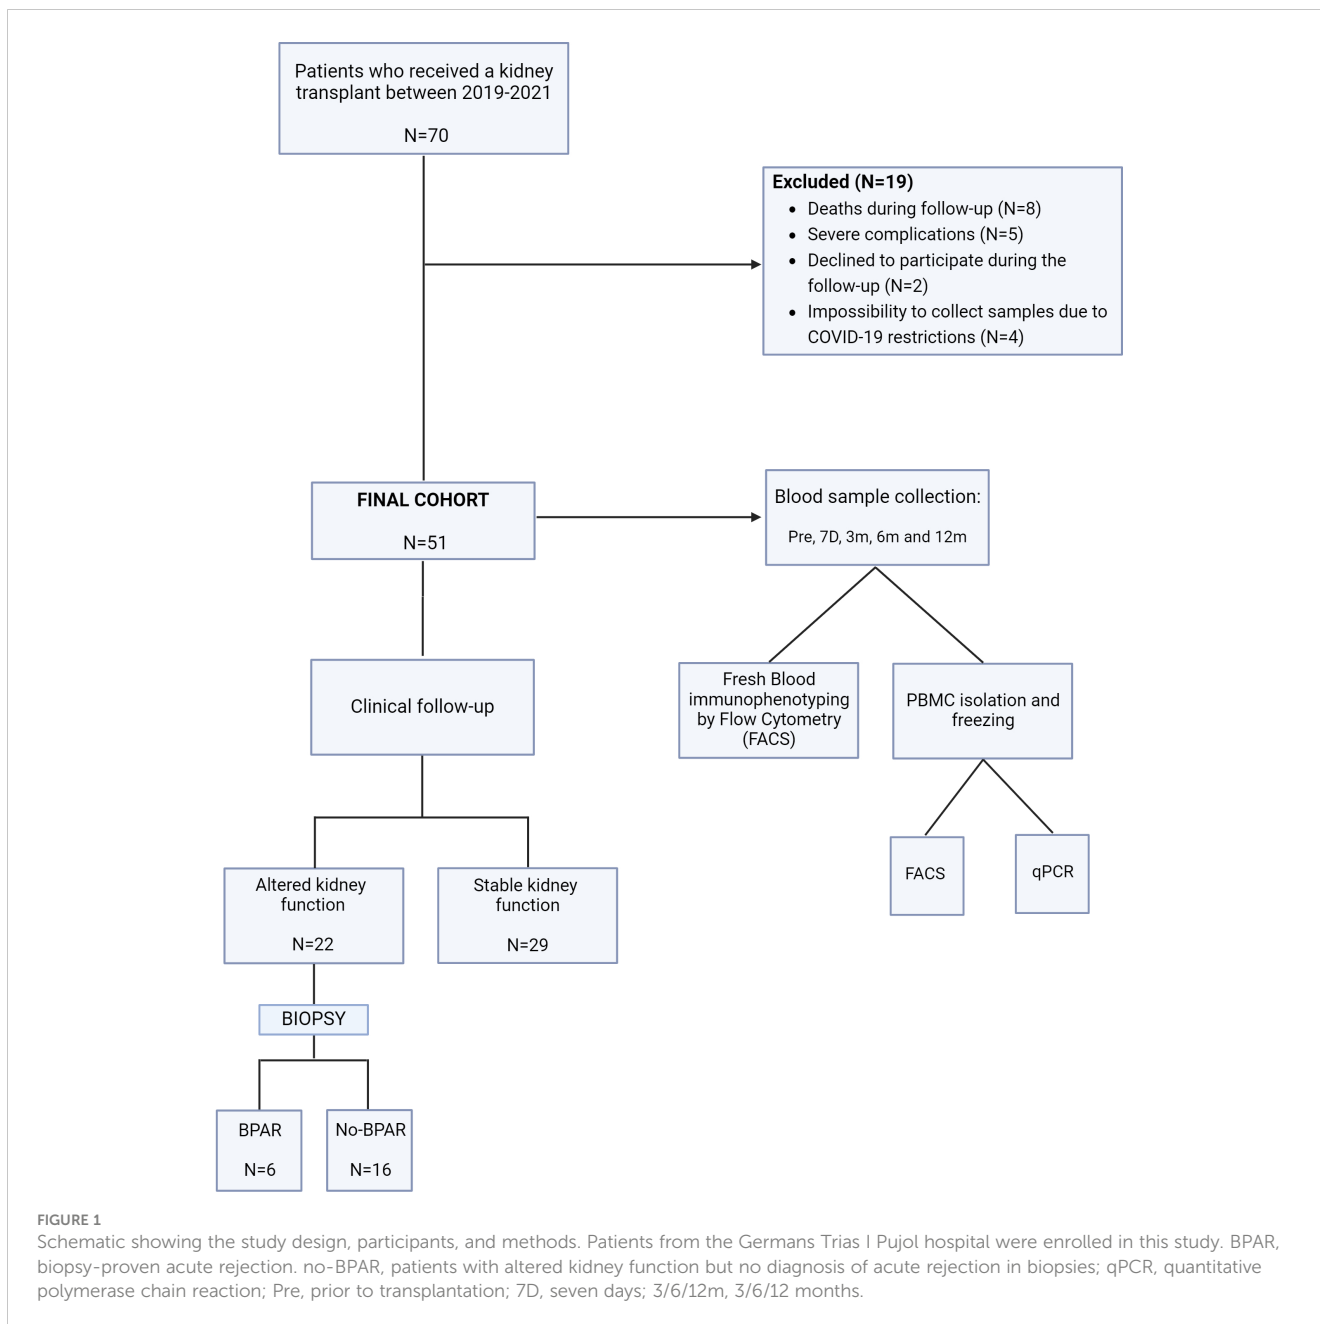 Patients who received a kidney
transplant between 2019-2021
N=70
Excluded (N=19)
• Deaths during follow-up (N=8)
• Severe complications (N=5)
• Declined to participate during the
follow-up (N=2)
• Impossibility to collect samples due to
COVID-19 restrictions (N=4)
FINAL COHORT
N=51
Blood sample collection:
Pre, 7D, 3m, 6m and 12m
Clinical follow-up
Fresh Blood
immunophenotyping
by Flow Cytometry
(FACS)
PBMC isolation and
freezing
FACS
qPCR
Altered kidney
function
N=22
Stable kidney
function
N=29
BIOPSY
BPAR
N=6
No-BPAR
N=16
FIGURE 1
Schematic showing the study design, participants, and methods. Patients from the Germans Trias I Pujol hospital were enrolled in this study. BPAR,
biopsy-proven acute rejection. no-BPAR, patients with altered kidney function but no diagnosis of acute rejection in biopsies; qPCR, quantitative
polymerase chain reaction; Pre, prior to transplantation; 7D, seven days; 3/6/12m, 3/6/12 months.